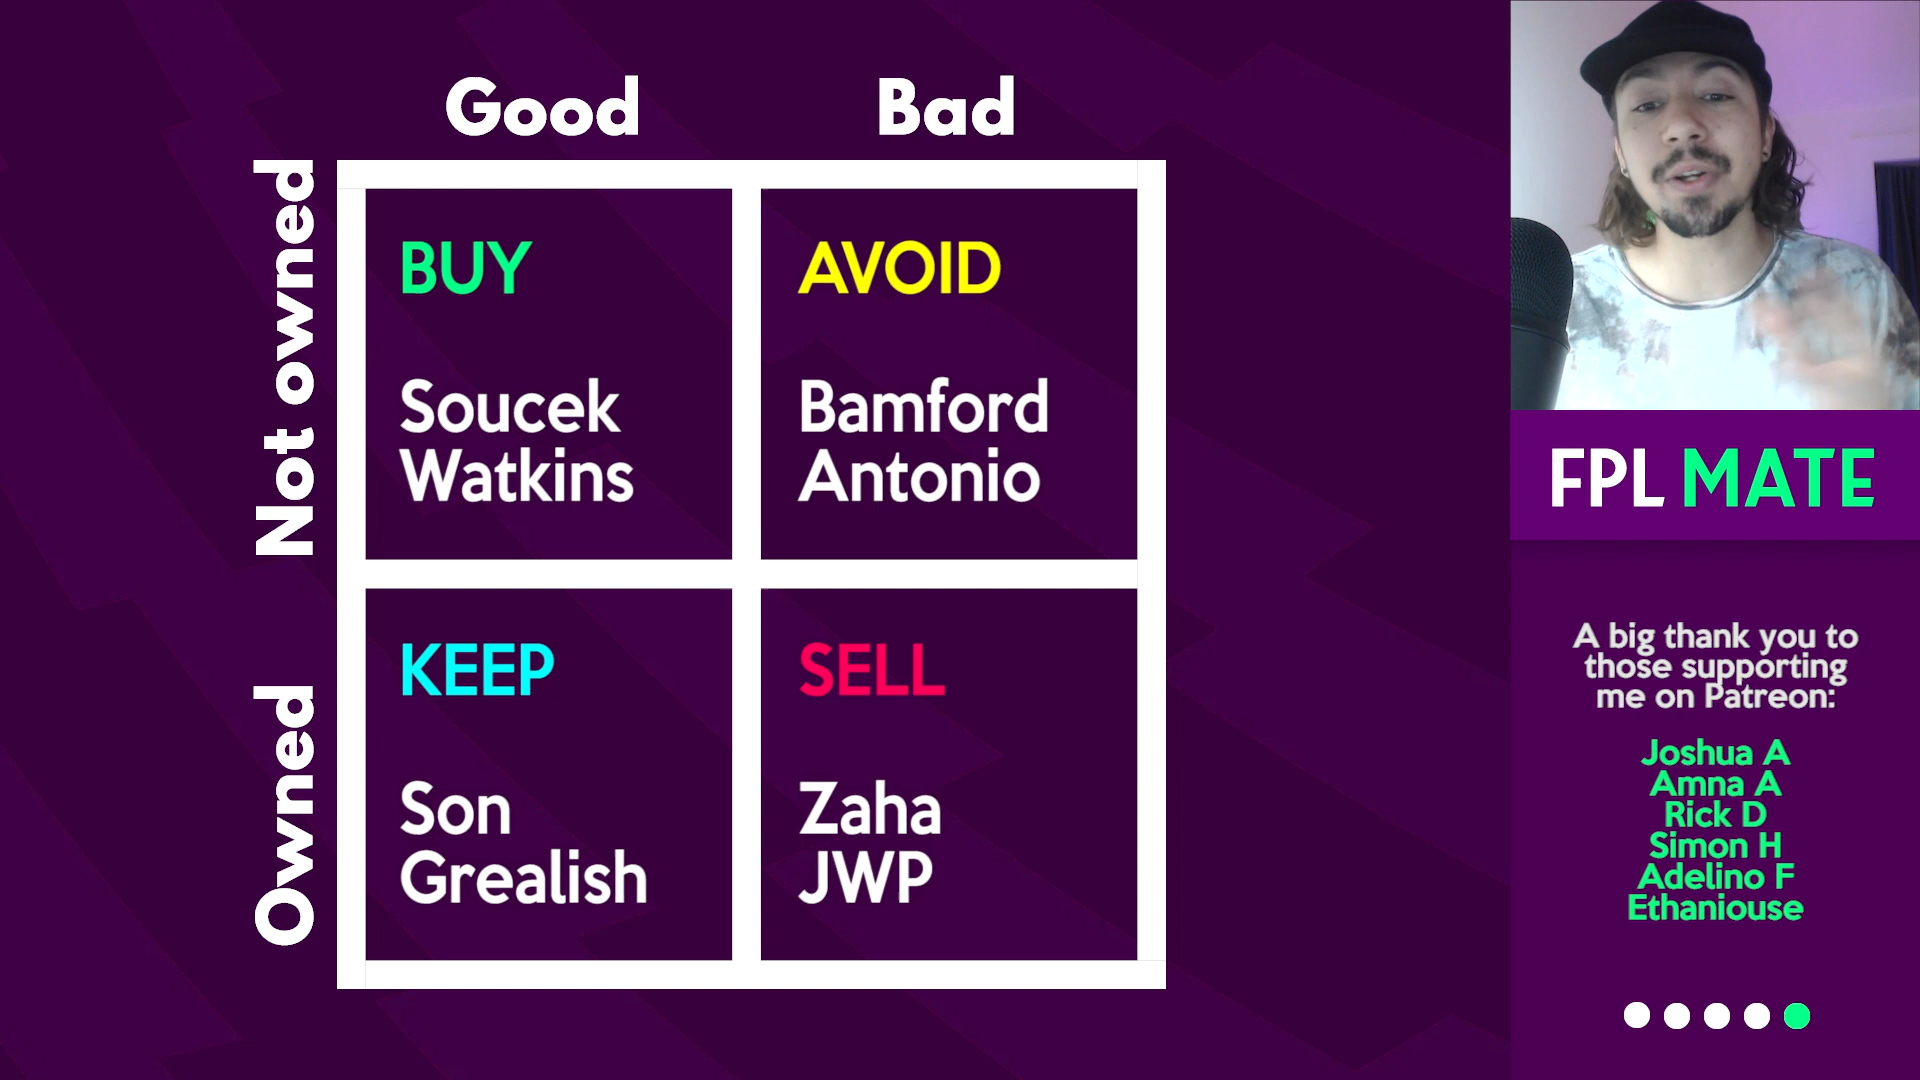 Good
Bad
Not owned
BUY
Soucek
Watkins
AVOID
Bamford
Antonio
Owned
KEEP
Son
Grealish
SELL
Zaha
JWP
FPL MATE
A big thank you to
those supporting
me on Patreon:
Joshua A
Amna A
Rick D
Simon H
Adelino F
Ethaniouse